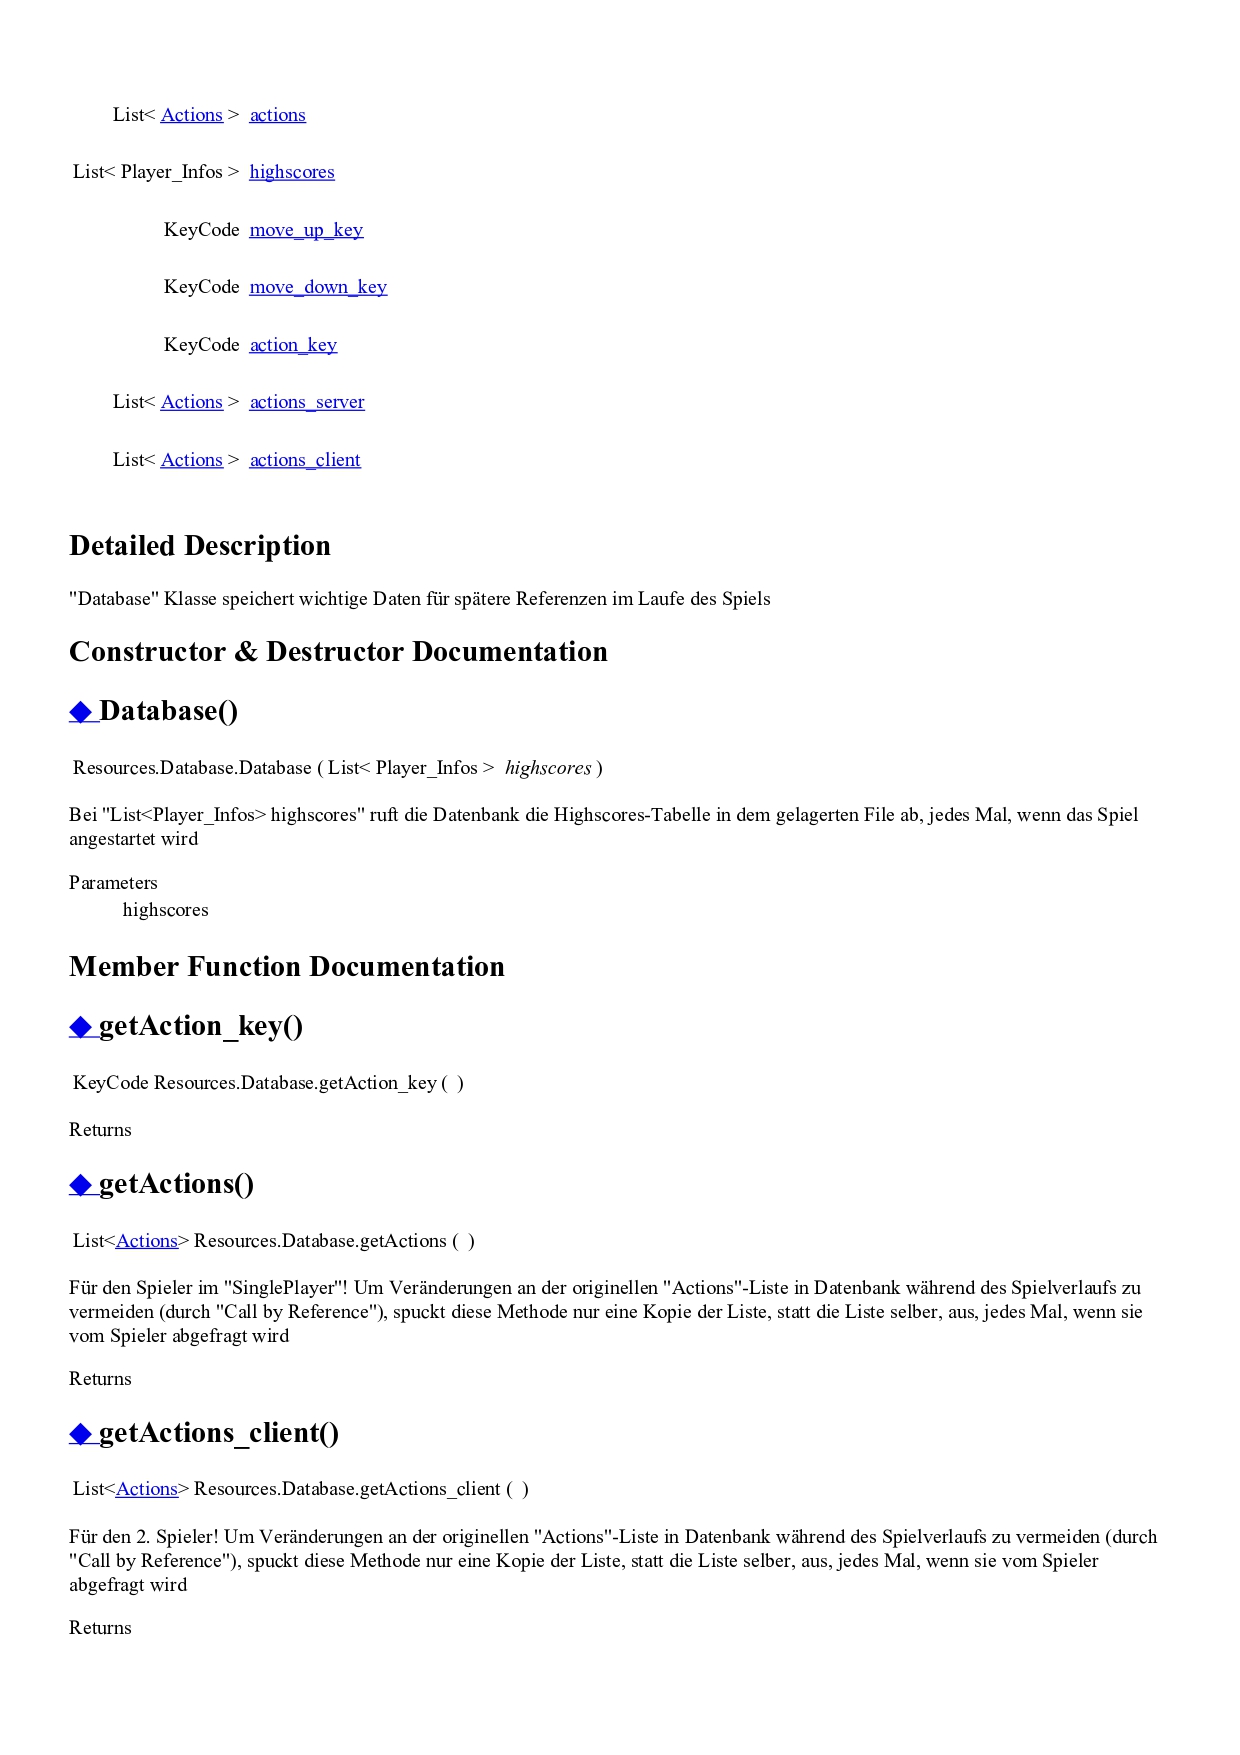 List< Actions > actions
List< Player_Infos > highscores
KeyCode move_up_key
KeyCode move_down_key
KeyCode action_key
List< Actions > actions_server
List< Actions > actions_client
Detailed Description
"Database" Klasse speichert wichtige Daten für spätere Referenzen im Laufe des Spiels
Constructor & Destructor Documentation
◆ Database()
Resources.Database.Database ( List< Player_Infos > highscores )
Bei "List<Player_Infos> highscores" ruft die Datenbank die Highscores-Tabelle in dem gelagerten File ab, jedes Mal, wenn das Spiel
angestartet wird
Parameters
highscores
Member Function Documentation
◆ getAction_key()
KeyCode Resources.Database.getAction_key ( )
Returns
◆ getActions()
List<Actions> Resources.Database.getActions ( )
Für den Spieler im "SinglePlayer"! Um Veränderungen an der originellen "Actions"-Liste in Datenbank während des Spielverlaufs zu
vermeiden (durch "Call by Reference"), spuckt diese Methode nur eine Kopie der Liste, statt die Liste selber, aus, jedes Mal, wenn sie
vom Spieler abgefragt wird
Returns
◆ getActions_client()
List<Actions> Resources.Database.getActions_client ( )
Für den 2. Spieler! Um Veränderungen an der originellen "Actions"-Liste in Datenbank während des Spielverlaufs zu vermeiden (durch
"Call by Reference"), spuckt diese Methode nur eine Kopie der Liste, statt die Liste selber, aus, jedes Mal, wenn sie vom Spieler
abgefragt wird
Returns